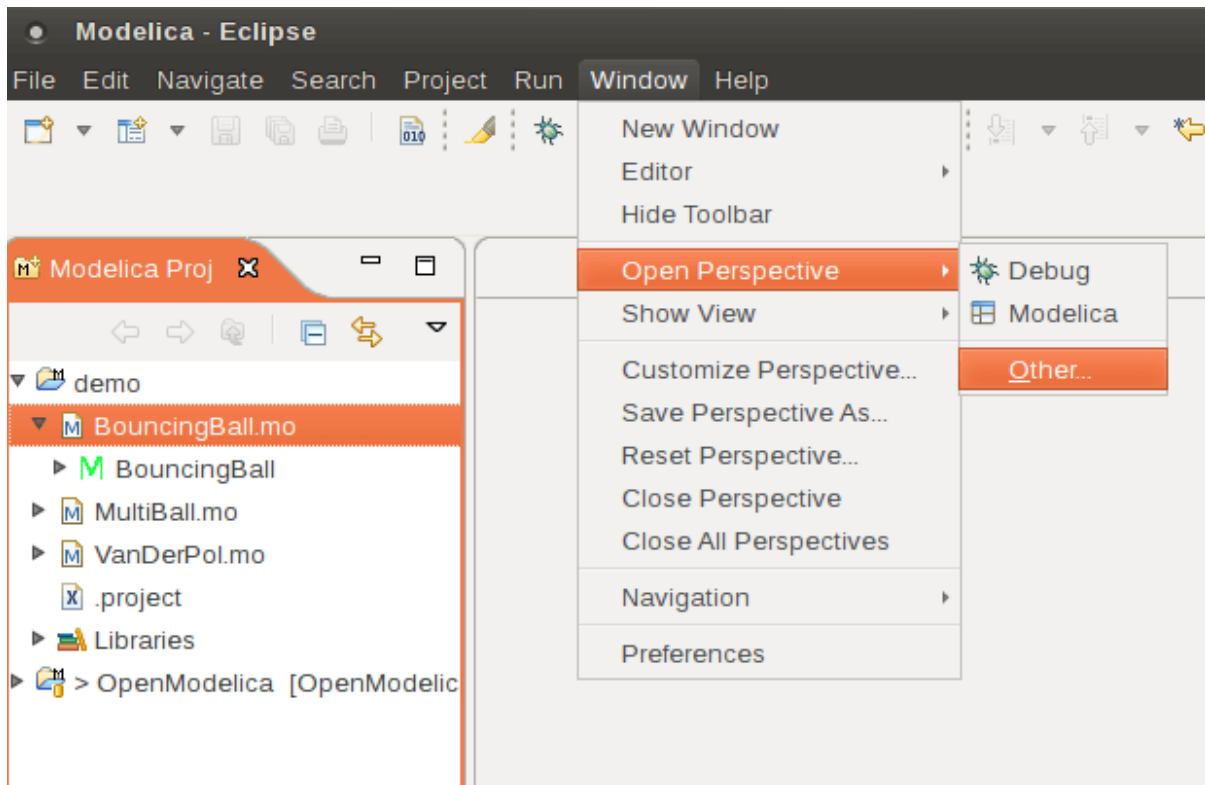 Modelica - Eclipse
File Edit Navigate Search Project Run Window Help
010
New Window
Editor
Hide Toolbar
Modelica Proj
Open Perspective
Debug
Show View
Modelica
Customize Perspective...
Other...
Save Perspective As...
Reset Perspective...
Close Perspective
Close All Perspectives
Navigation
Preferences
demo
BouncingBall.mo
BouncingBall
MultiBall.mo
VanDerPol.mo
.project
Libraries
> OpenModelica [OpenModelic